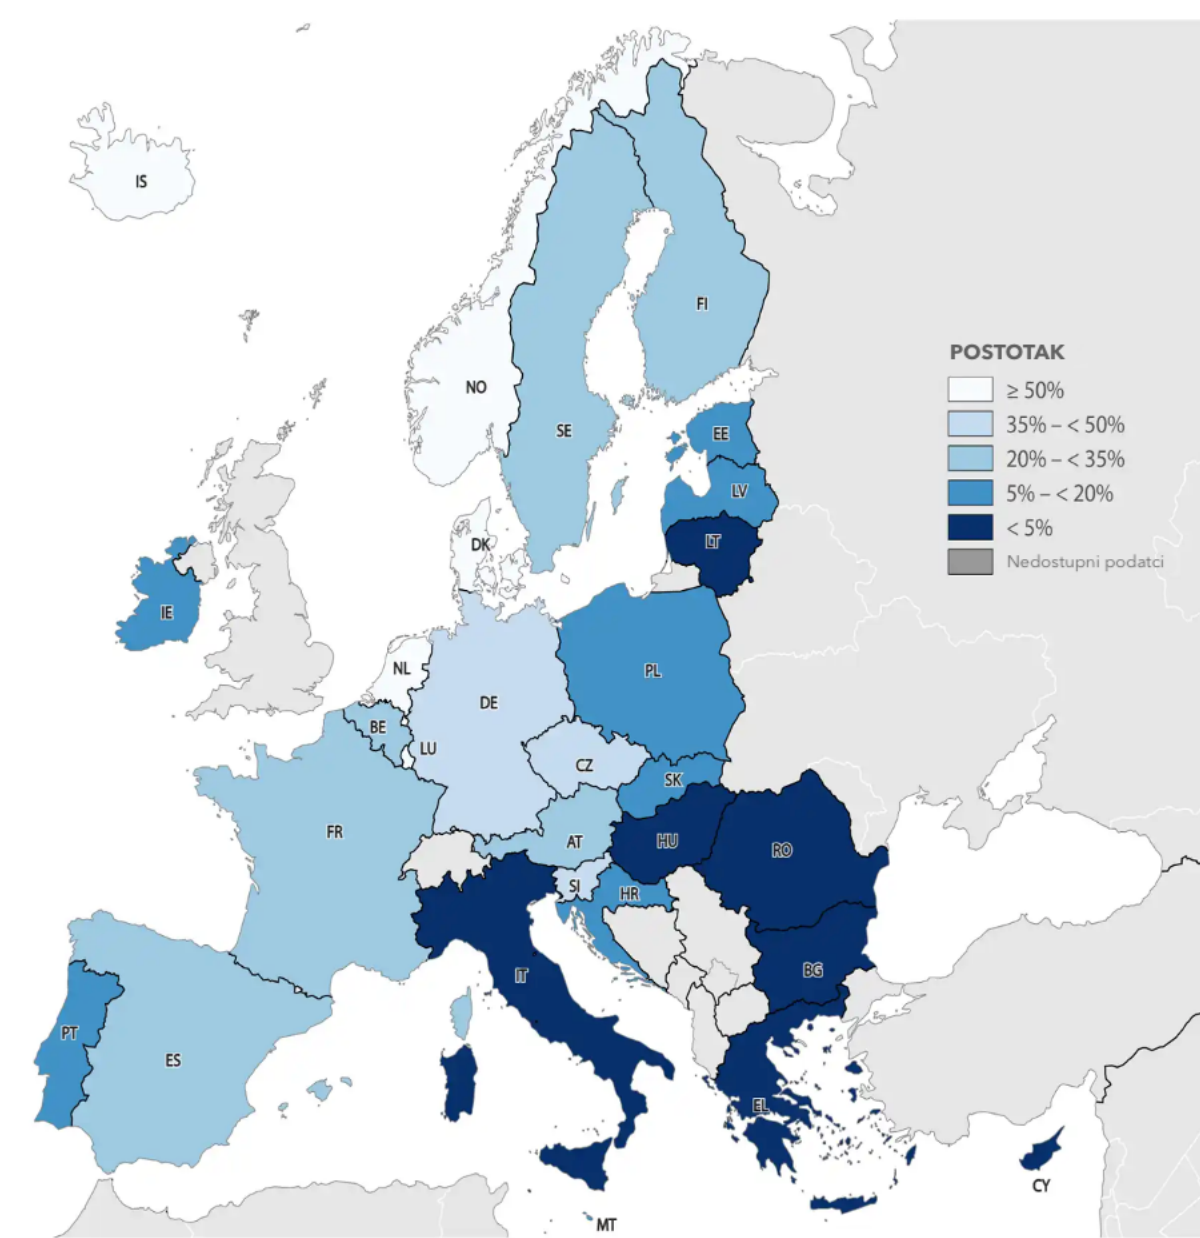 IS
FI
POSTOTAK
≥ 50%
NO
35% – < 50%
SE
EE
20% – < 35%
LV
5% – < 20%
LT
< 5%
DK
Nedostupni podatci
IE
NL
PL
DE
BE
LU
CZ
SK
FR
AT
HU
RO
SI
HR
BG
IT
PT
ES
EL
CY
MT